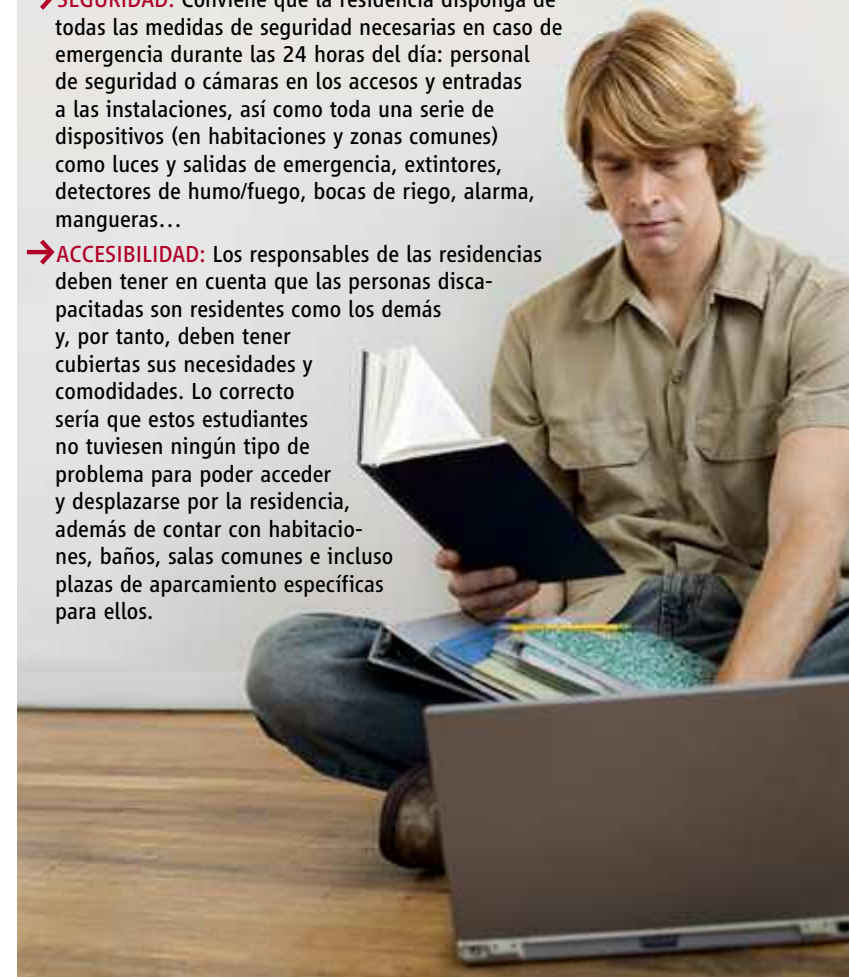 SEGURIDAD: Conviene que la residencia disponga de
todas las medidas de seguridad necesarias en caso de
emergencia durante las 24 horas del día: personal
de seguridad o cámaras en los accesos y entradas
a las instalaciones, así como toda una serie de
dispositivos (en habitaciones y zonas comunes)
como luces y salidas de emergencia, extintores,
detectores de humo/fuego, bocas de riego, alarma,
mangueras...
ACCESIBILIDAD: Los responsables de las residencias
deben tener en cuenta que las personas disca-
pacitadas son residentes como los demás
y, por tanto, deben tener
cubiertas sus necesidades y
comodidades. Lo correcto
sería que estos estudiantes
no tuviesen ningún tipo de
problema para poder acceder
y desplazarse por la residencia,
además de contar con habitacio-
nes, baños, salas comunes e incluso
plazas de aparcamiento específicas
para ellos.